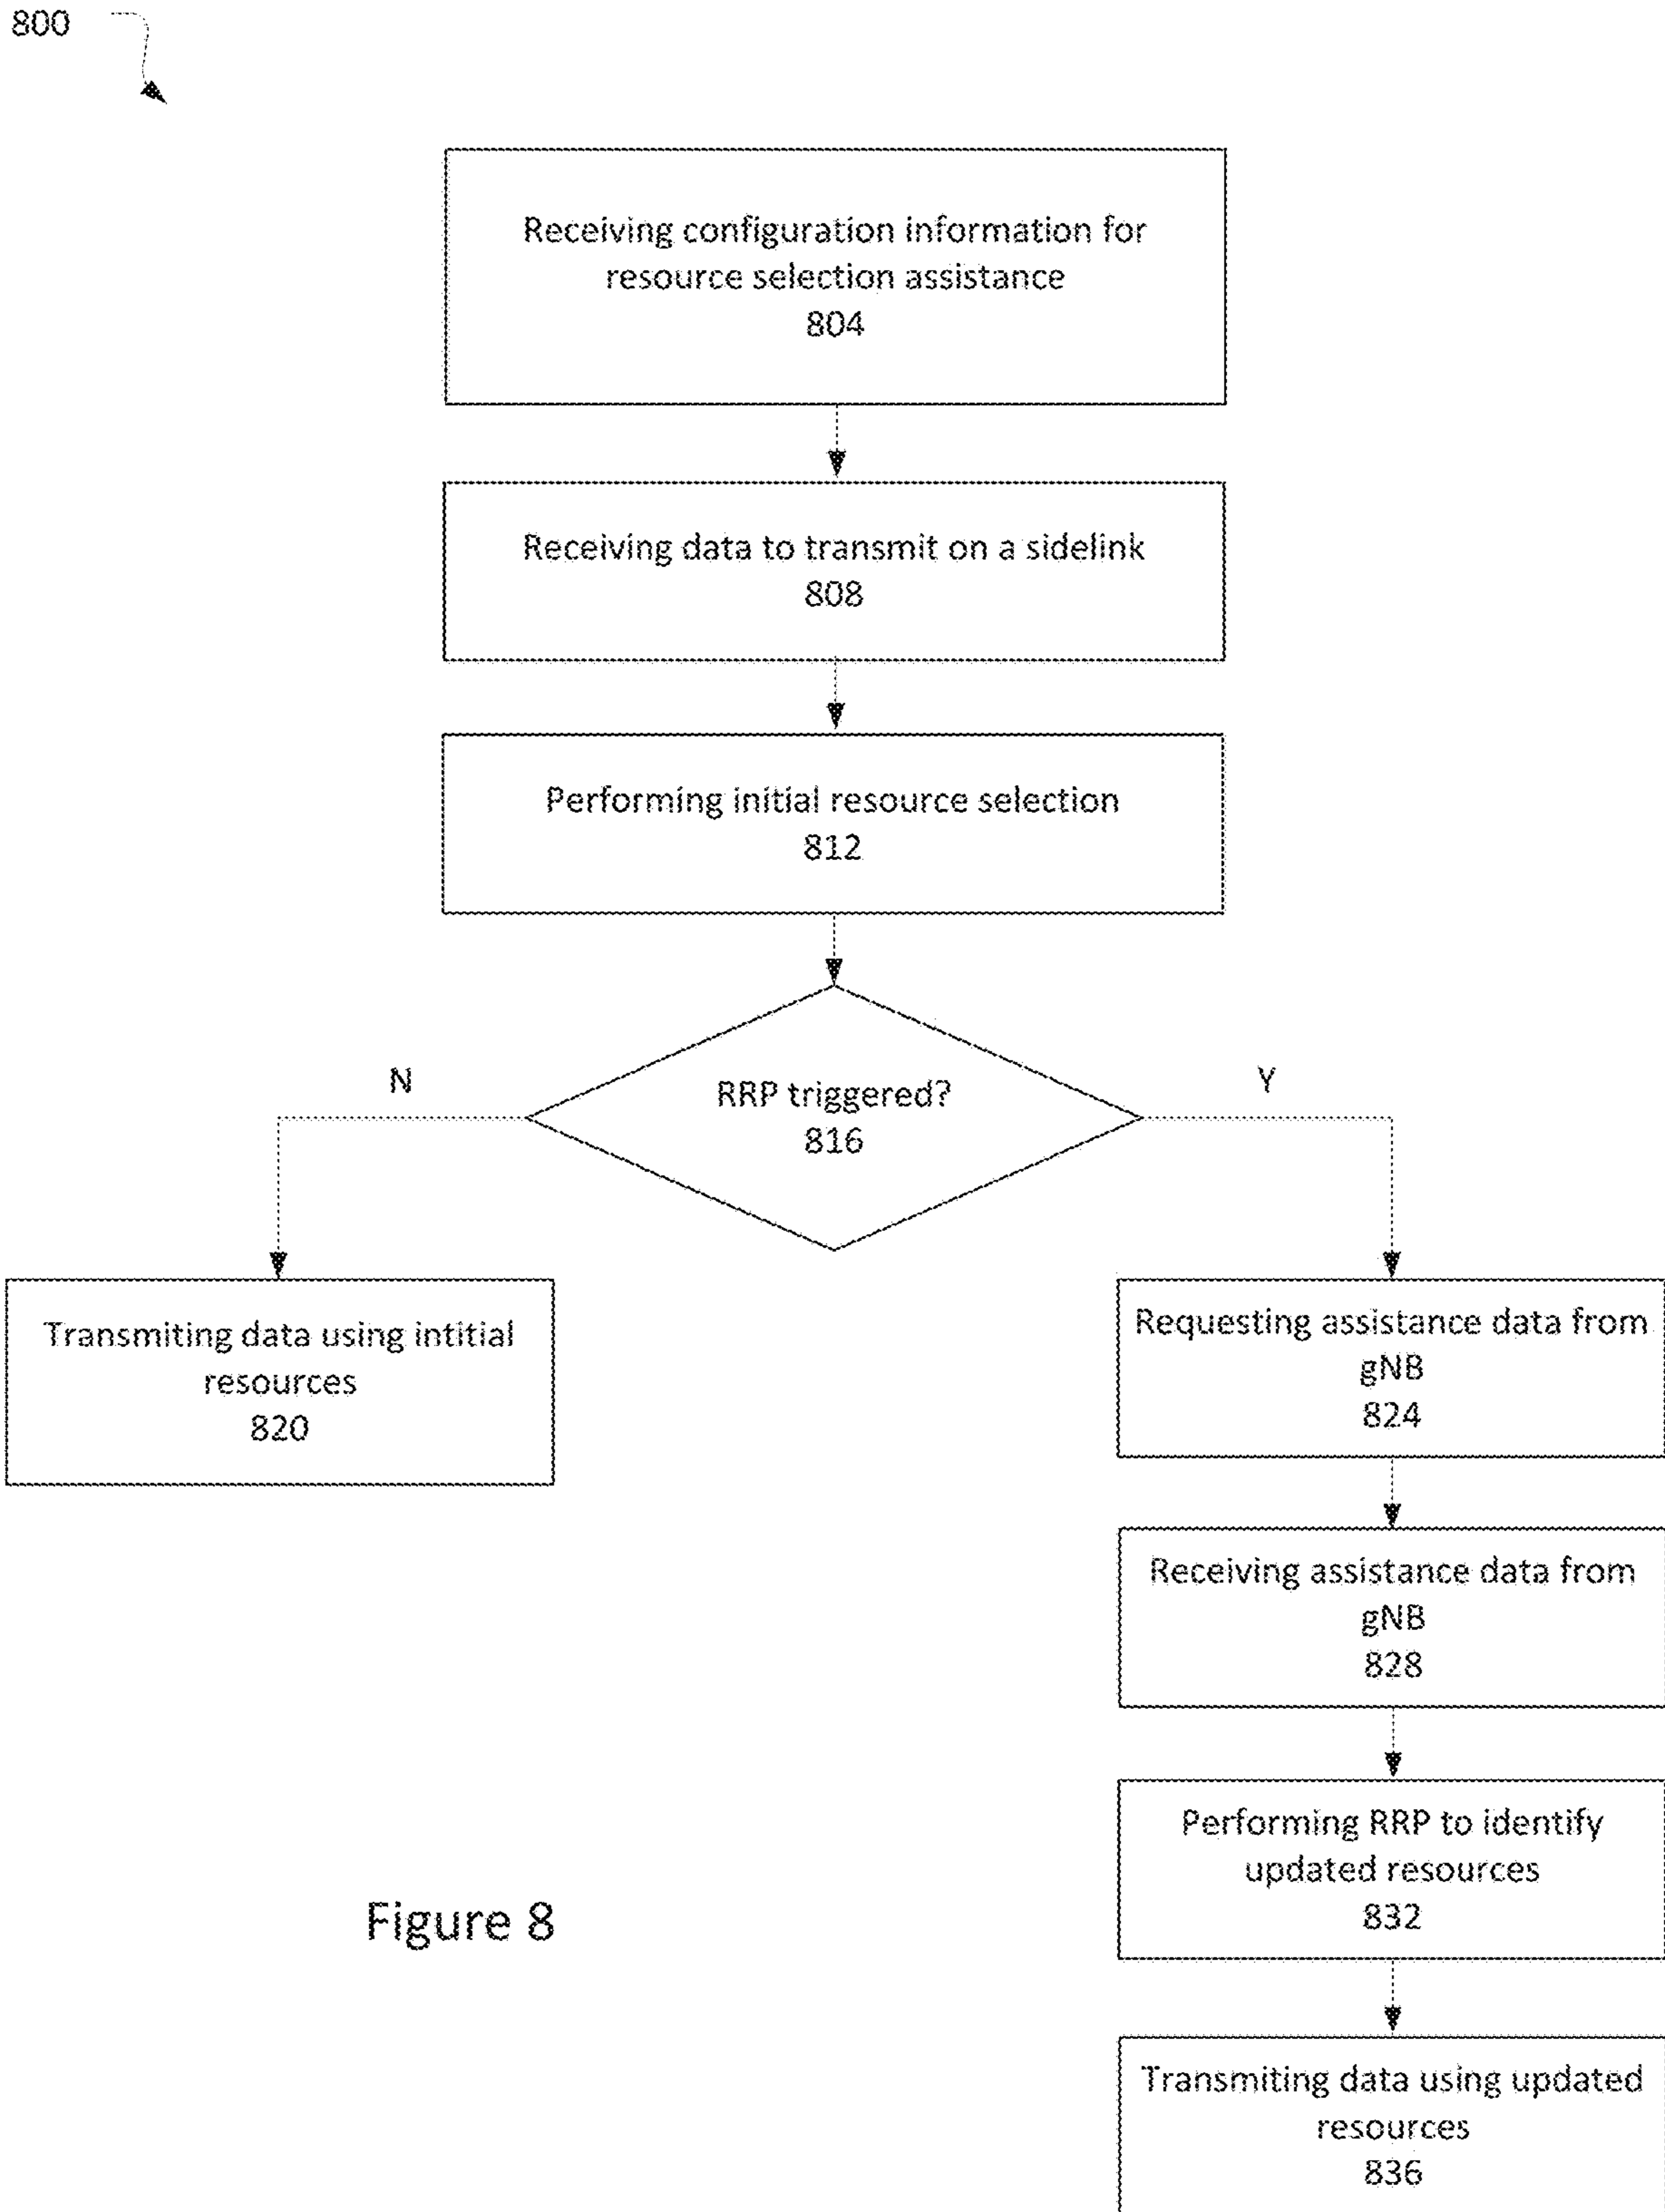 800
Receiving configuration information for
resource selection assistance
804
Receiving data to transmit on a sidelink
808
Performing initial resource selection
812
N
RRP triggered?
816
Y
Transmiting data using intitial
resources
820
Requesting assistance data from
gNB
824
Receiving assistance data from
gNB
828
Performing RRP to identify
updated resources
832
Transmiting data using updated
resources
836
Figure 8